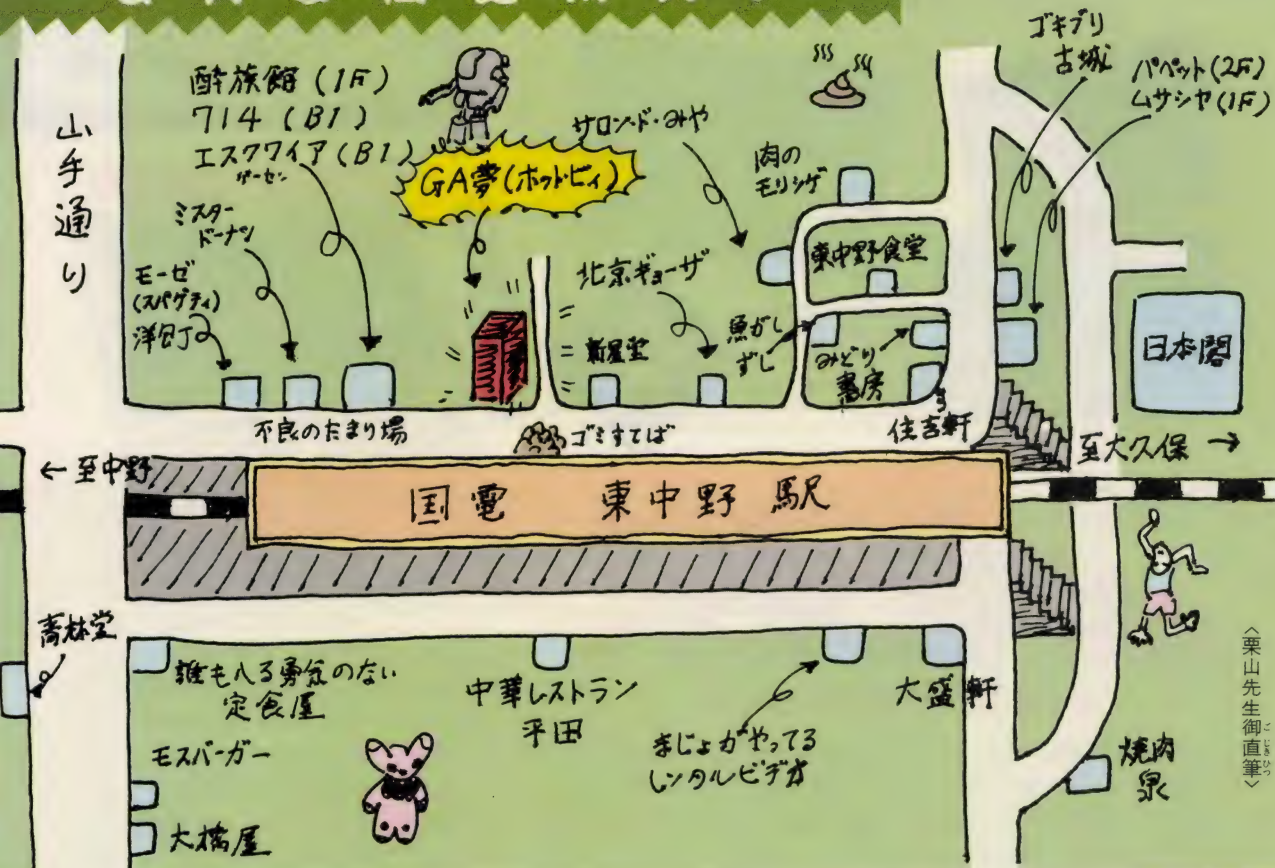 山手通り
酔族館(1F)
714(B1)
エスクワイア(B1)
ゲーセン
ミスター
ドーナツ
モーゼ
(スパゲティ)
洋包丁
GA夢(ホットビィ)
サロン・ド・みや
肉の
モリシゲ
東中野食堂
北京ギョーザ
新星堂
魚がし
ずし
みどり
書房
住吉軒
ゴキブリ
古城
パペット(2F)
ムサシヤ(1F)
日本閣
不良のたまり場
ゴミすてば
至大久保 →
← 至中野
国電 東中野駅
青林堂
誰も入る勇気のない
定食屋
中華レストラン
平田
まじょがやってる
レンタルビデオ
大盛軒
モスバーガー
大橋屋
焼肉
泉
〈栗山先生御直筆〉
ごじきひつ